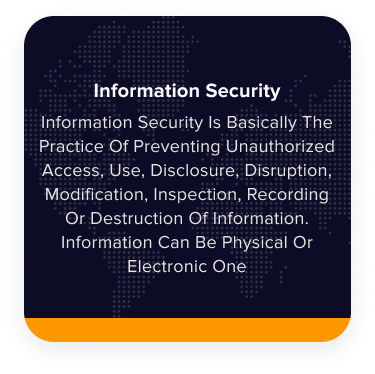 Information Security
Information Security Is Basically The
Practice Of Preventing Unauthorized
Access, Use, Disclosure, Disruption,
Modification, Inspection, Recording
Or Destruction Of Information.
Information Can Be Physical Or
Electronic One